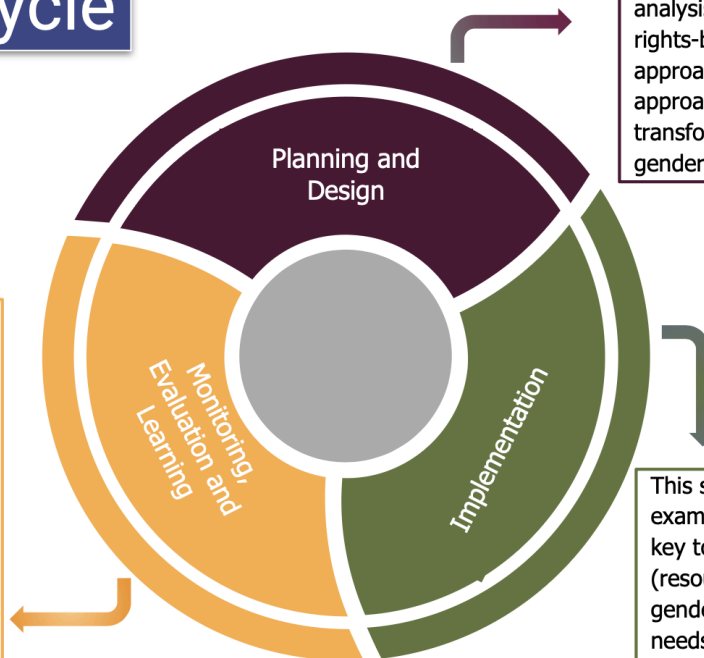 analysis
rights-b
approa
approa
transfo
gender
Planning and
Design
Monitoring,
Evaluation and
Learning
Implementation
This s
exam
key to
(resou
gende
needs